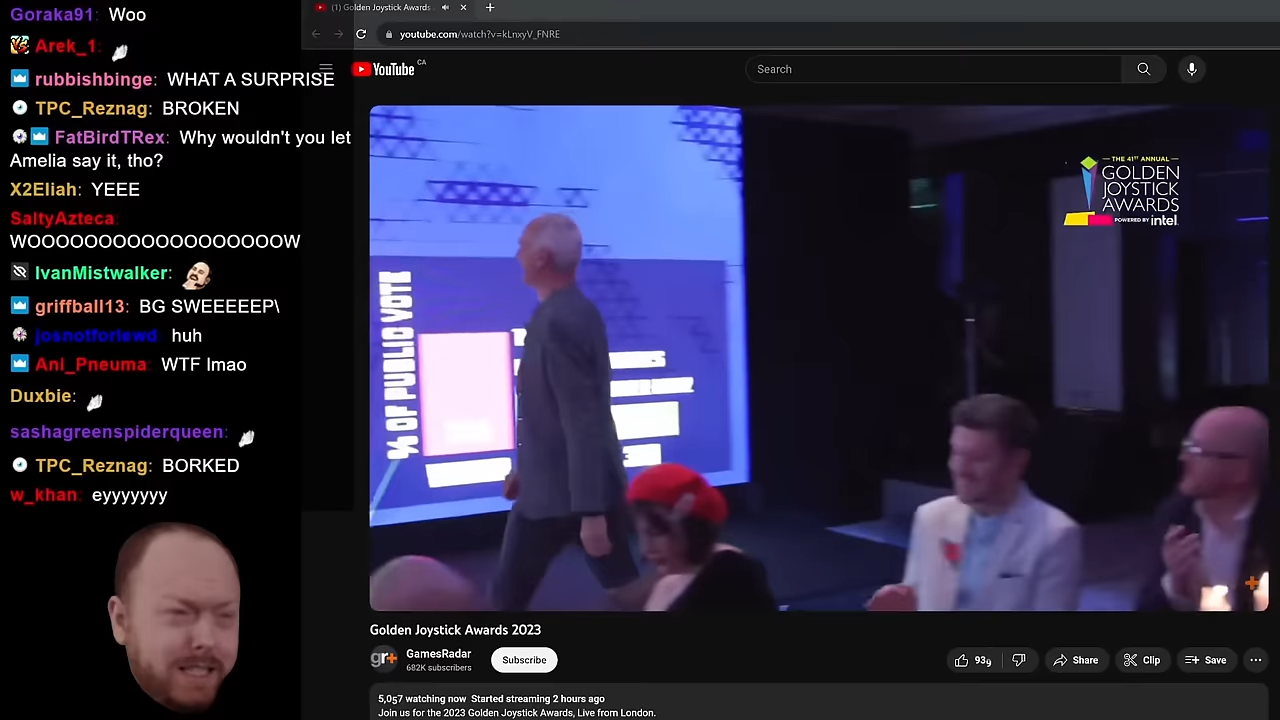 Goraka91: Woo
Arek_1:
rubbishbinge: WHAT A SURPRISE
TPC_Reznag: BROKEN
FatBirdTRex: Why wouldn't you let
Amelia say it, tho?
X2Eliah: YEEE
SaltyAzteca:
WOOOOOOOOOOOOOOOOOOW
IvanMistwalker:
griffball13: BG SWEEEEEP\
josnotforlewd huh
Ani_Pneuma: WTF lmao
Duxbie:
sashagreenspiderqueen:
TPC_Reznag: BORKED
w_khan: eyyyyyyy
(1) Golden Joystick Awards
youtube.com/watch?v=kLnxyV_FNRE
YouTube CA
Search
THE 41ST ANNUAL
GOLDEN
JOYSTICK
AWARDS
POWERED BY intel.
% OF PUBLIC VOTE
Golden Joystick Awards 2023
gr+
GamesRadar
682K subscribers
Subscribe
939
Share
Clip
Save
5,057 watching now Started streaming 2 hours ago
Join us for the 2023 Golden Joystick Awards, Live from London.